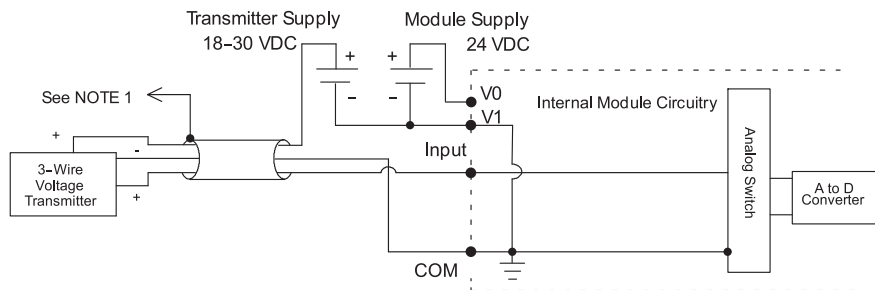 Transmitter Supply
18–30 VDC
Module Supply
24 VDC
+
+
–
–
See NOTE 1
V0
V1
Internal Module Circuitry
Input
+
-
+
3–Wire
Voltage
Transmitter
Analog Switch
A to D
Converter
COM